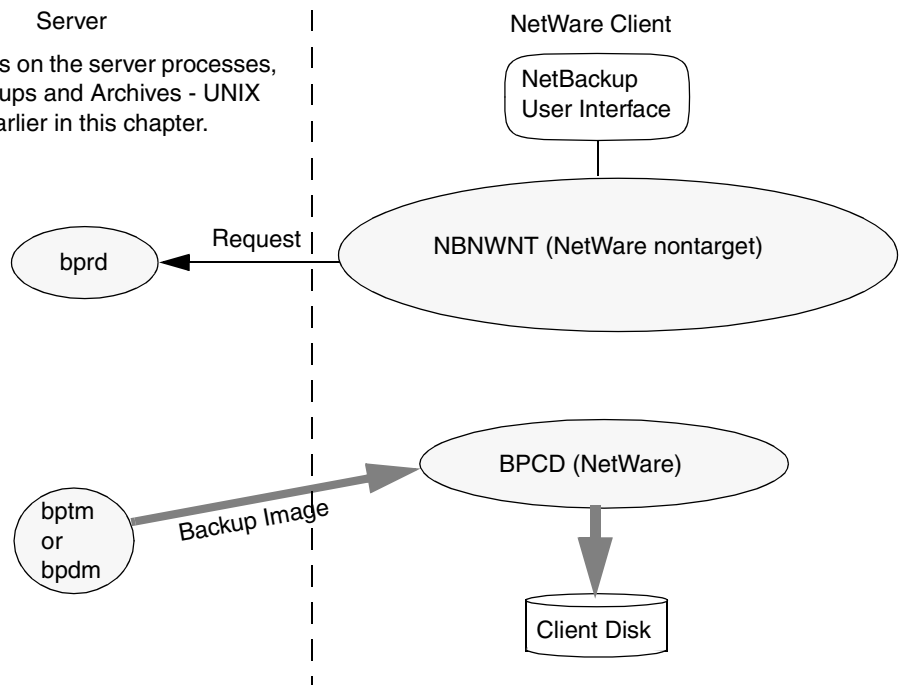 Server
NetWare Client
s on the server processes,
ups and Archives - UNIX
arlier in this chapter.
NetBackup
User Interface
Request
NBNWNT (NetWare nontarget)
bprd
BPCD (NetWare)
bptm
or
bpdm
Backup Image
Client Disk